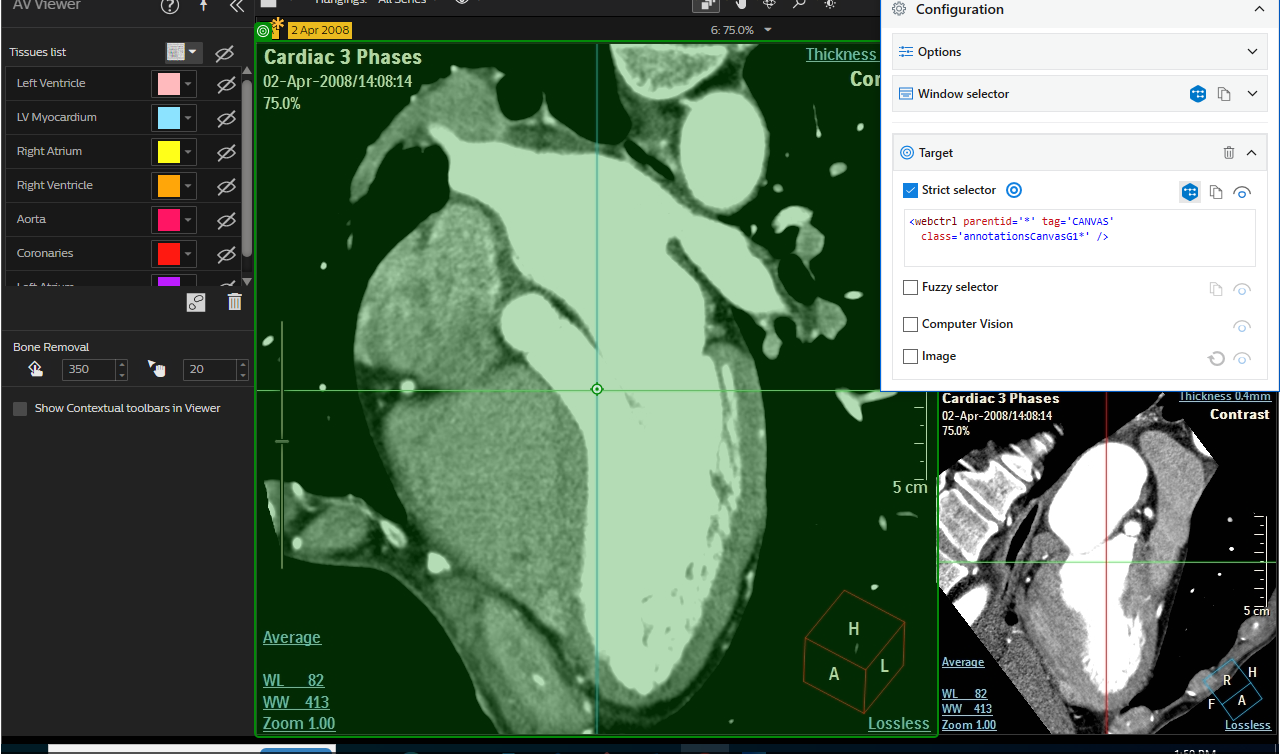 AV Viewer
Hangings: All Series
Tissues list
Left Ventricle
LV Myocardium
Right Atrium
Right Ventricle
Aorta
Coronaries
Left Atrium
Bone Removal
350
20
Show Contextual toolbars in Viewer
2 Apr 2008
6: 75.0%
Cardiac 3 Phases
Thickness
02-Apr-2008/14:08:14
Con
75.0%
5 cm
H
A
L
Average
WL 82
WW 413
Zoom 1.00
Lossless
Configuration
Options
Window selector
Target
Strict selector
<webctrl parentid='*' tag='CANVAS'
class='annotationsCanvasG1*' />
Fuzzy selector
Computer Vision
Image
Cardiac 3 Phases
Thickness 0.4mm
02-Apr-2008/14:08:14
Contrast
75.0%
5 cm
Average
H
R
WL 82
A
F
WW 413
Zoom 1.00
Lossless
1:50 PM